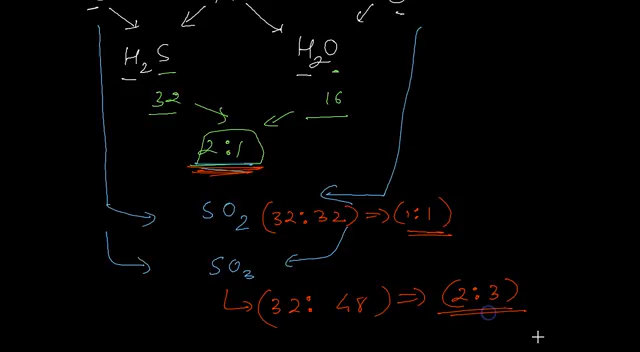 H₂S H₂O
32 16
2:1
SO₂ (32:32) ⇒ (1:1)
SO₃
↳ (32: 48) ⇒ (2:3)